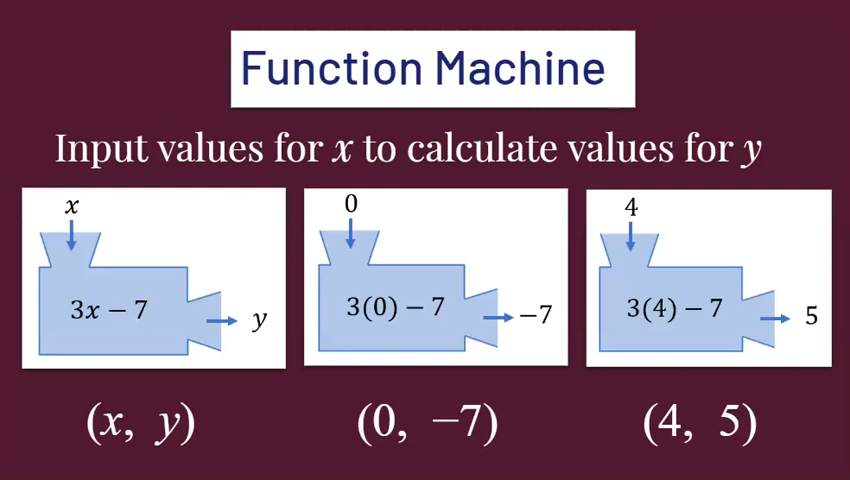 Function Machine
Input values for x to calculate values for y
x
3x − 7
y
(x, y)
0
3(0) − 7
−7
(0, −7)
4
3(4) − 7
5
(4, 5)